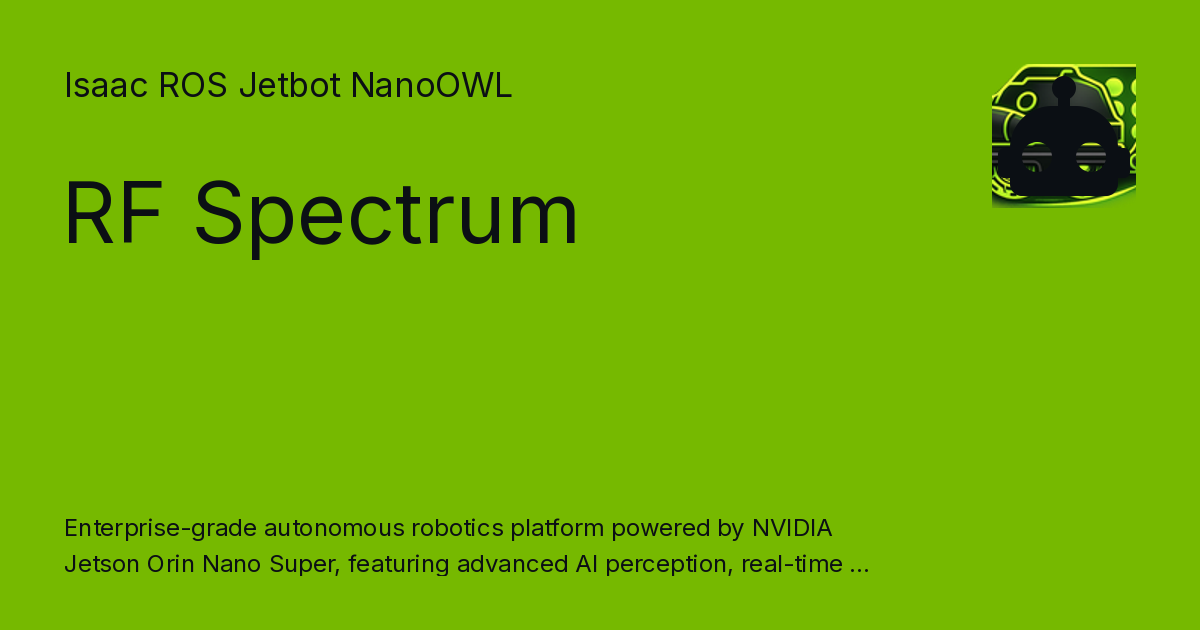 Isaac ROS Jetbot NanoOWL
RF Spectrum
Enterprise-grade autonomous robotics platform powered by NVIDIA
Jetson Orin Nano Super, featuring advanced AI perception, real-time ...